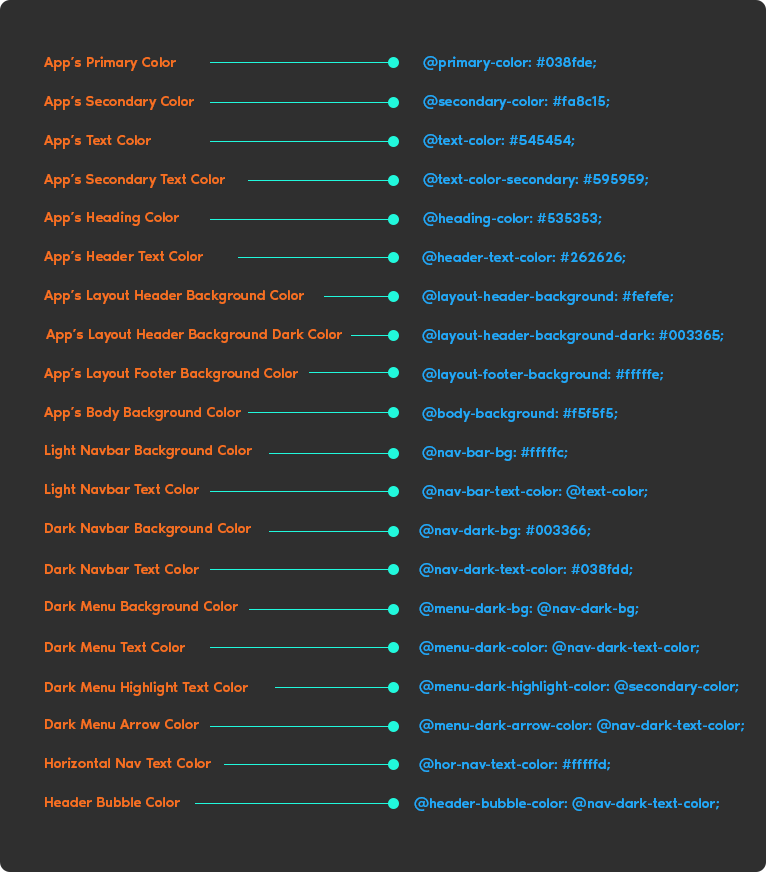 App's Primary Color @primary-color: #038fde;
App's Secondary Color @secondary-color: #fa8c15;
App's Text Color @text-color: #545454;
App's Secondary Text Color @text-color-secondary: #595959;
App's Heading Color @heading-color: #535353;
App's Header Text Color @header-text-color: #262626;
App's Layout Header Background Color @layout-header-background: #fefefe;
App's Layout Header Background Dark Color @layout-header-background-dark: #003365;
App's Layout Footer Background Color @layout-footer-background: #fffffe;
App's Body Background Color @body-background: #f5f5f5;
Light Navbar Background Color @nav-bar-bg: #fffffc;
Light Navbar Text Color @nav-bar-text-color: @text-color;
Dark Navbar Background Color @nav-dark-bg: #003366;
Dark Navbar Text Color @nav-dark-text-color: #038fdd;
Dark Menu Background Color @menu-dark-bg: @nav-dark-bg;
Dark Menu Text Color @menu-dark-color: @nav-dark-text-color;
Dark Menu Highlight Text Color @menu-dark-highlight-color: @secondary-color;
Dark Menu Arrow Color @menu-dark-arrow-color: @nav-dark-text-color;
Horizontal Nav Text Color @hor-nav-text-color: #fffffd;
Header Bubble Color @header-bubble-color: @nav-dark-text-color;